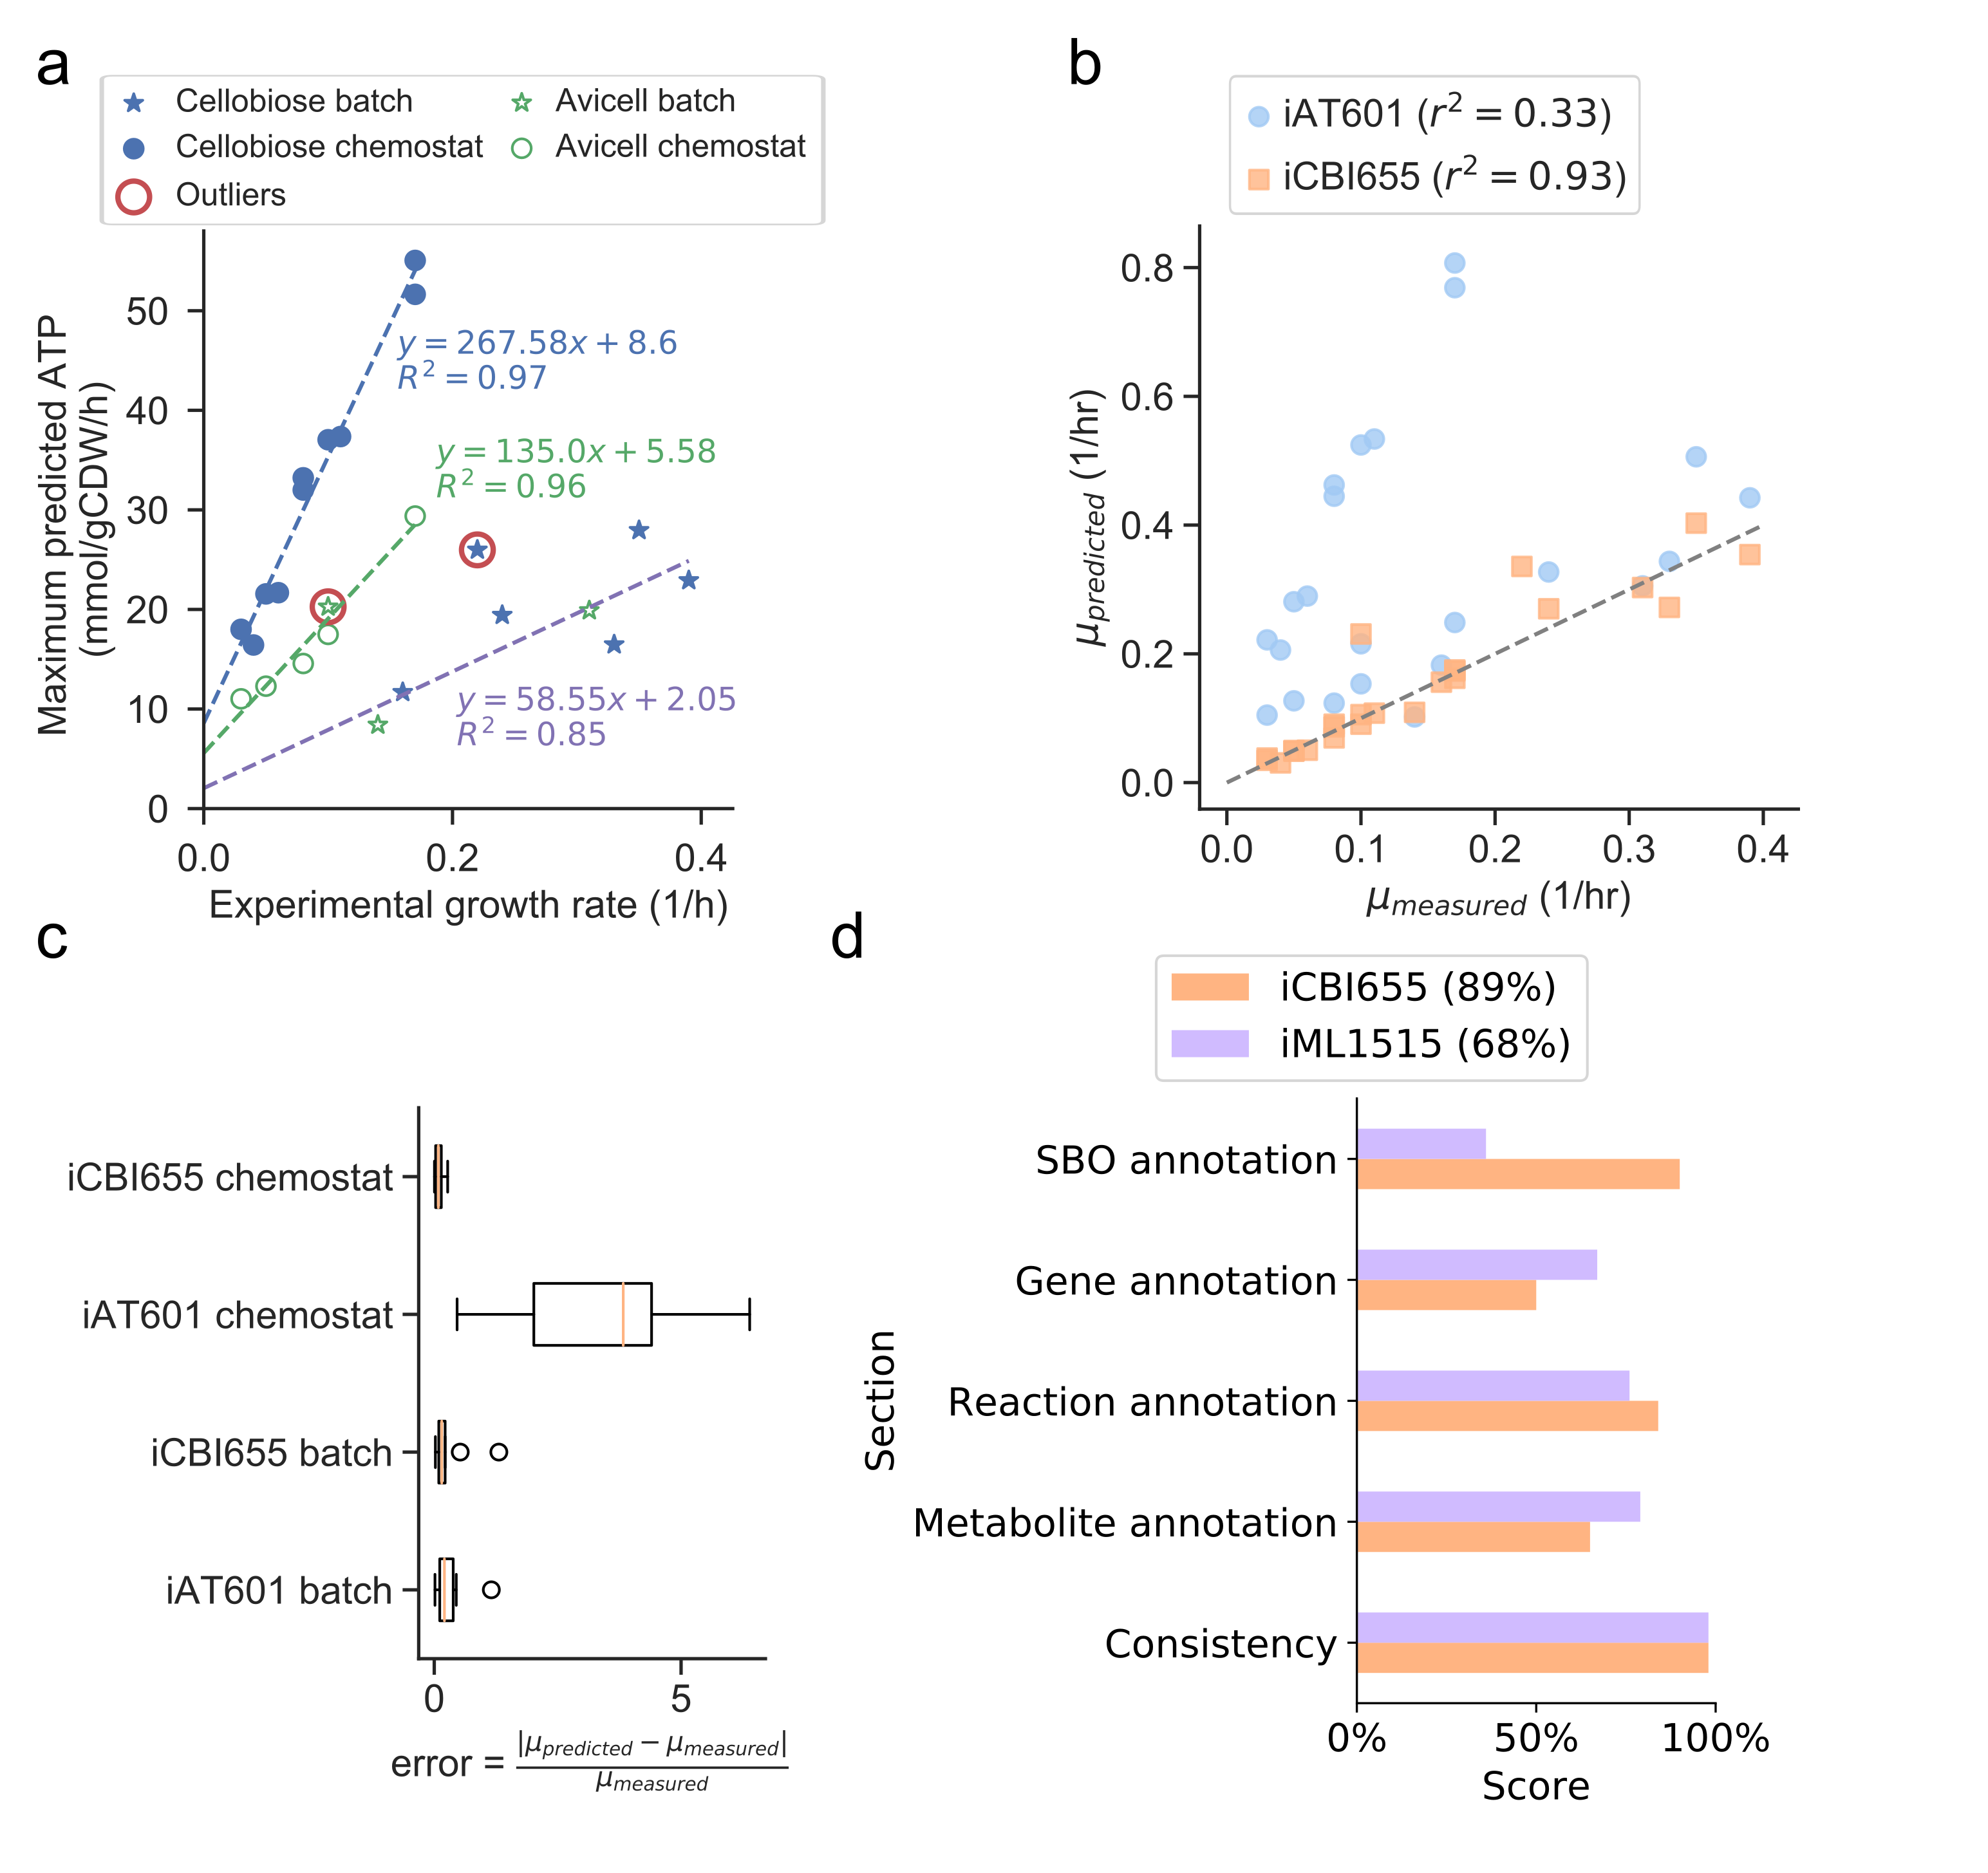 a
Cellobiose batch
Avicell batch
Cellobiose chemostat
Avicell chemostat
Outliers
Maximum predicted ATP
(mmol/gCDW/h)
50
40
30
20
10
0
y = 267.58x + 8.6
R² = 0.97
y = 135.0x + 5.58
R² = 0.96
y = 58.55x + 2.05
R² = 0.85
0.0 0.2 0.4
Experimental growth rate (1/h)
b
iAT601 (r² = 0.33)
iCBI655 (r² = 0.93)
μpredicted (1/hr)
0.8
0.6
0.4
0.2
0.0
0.0 0.1 0.2 0.3 0.4
μmeasured (1/hr)
c
iCBI655 chemostat
iAT601 chemostat
iCBI655 batch
iAT601 batch
0 5
error = |μpredicted − μmeasured|
μmeasured
d
iCBI655 (89%)
iML1515 (68%)
Section
SBO annotation
Gene annotation
Reaction annotation
Metabolite annotation
Consistency
0% 50% 100%
Score